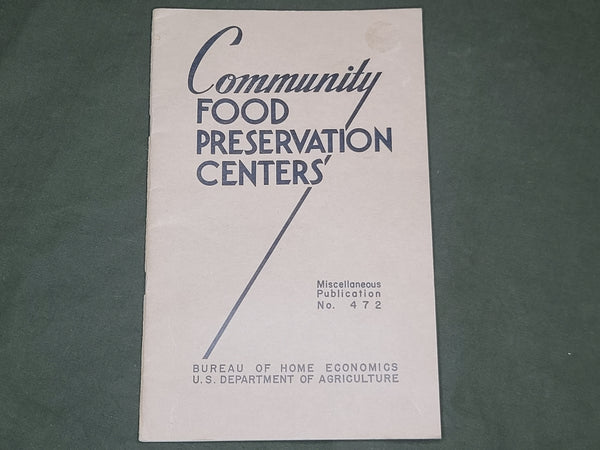 Community
FOOD
PRESERVATION
CENTERS
Miscellaneous
Publication
No. 472
BUREAU OF HOME ECONOMICS
U.S. DEPARTMENT OF AGRICULTURE